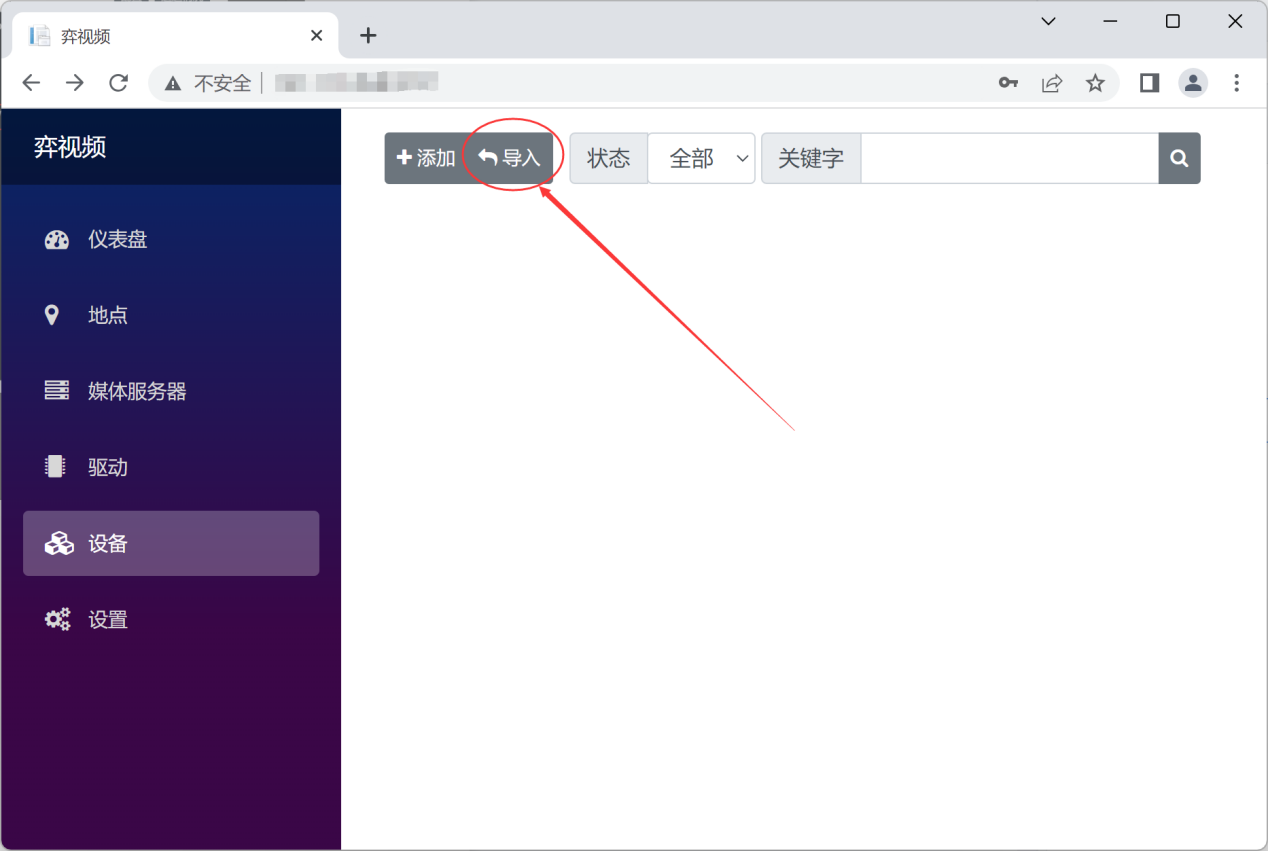 弈视频
不安全
弈视频
添加 导入 状态 全部 关键字
仪表盘
地点
媒体服务器
驱动
设备
设置